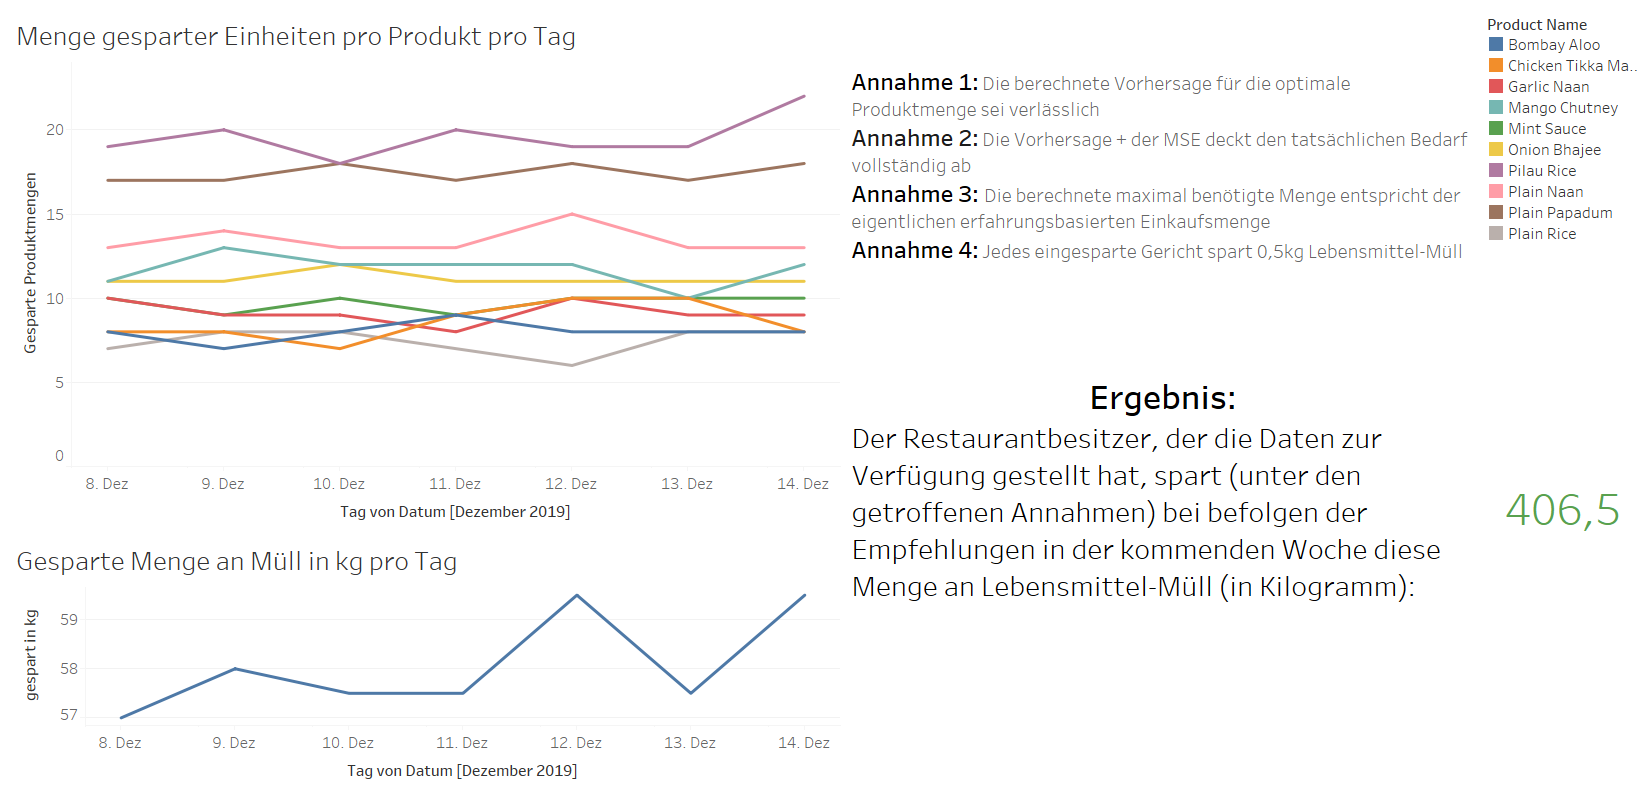 Menge gesparter Einheiten pro Produkt pro Tag
Gesparte Produktmengen
20
15
10
5
0
8. Dez
9. Dez
10. Dez
11. Dez
12. Dez
13. Dez
14. Dez
Tag von Datum [Dezember 2019]
Gesparte Menge an Müll in kg pro Tag
gespart in kg
59
58
57
8. Dez
9. Dez
10. Dez
11. Dez
12. Dez
13. Dez
14. Dez
Tag von Datum [Dezember 2019]
Annahme 1: Die berechnete Vorhersage für die optimale
Produktmenge sei verlässlich
Annahme 2: Die Vorhersage + der MSE deckt den tatsächlichen Bedarf
vollständig ab
Annahme 3: Die berechnete maximal benötigte Menge entspricht der
eigentlichen erfahrungsbasierten Einkaufsmenge
Annahme 4: Jedes eingesparte Gericht spart 0,5kg Lebensmittel-Müll
Ergebnis:
Der Restaurantbesitzer, der die Daten zur
Verfügung gestellt hat, spart (unter den
getroffenen Annahmen) bei befolgen der
Empfehlungen in der kommenden Woche diese
Menge an Lebensmittel-Müll (in Kilogramm):
406,5
Product Name
Bombay Aloo
Chicken Tikka Ma..
Garlic Naan
Mango Chutney
Mint Sauce
Onion Bhajee
Pilau Rice
Plain Naan
Plain Papadum
Plain Rice